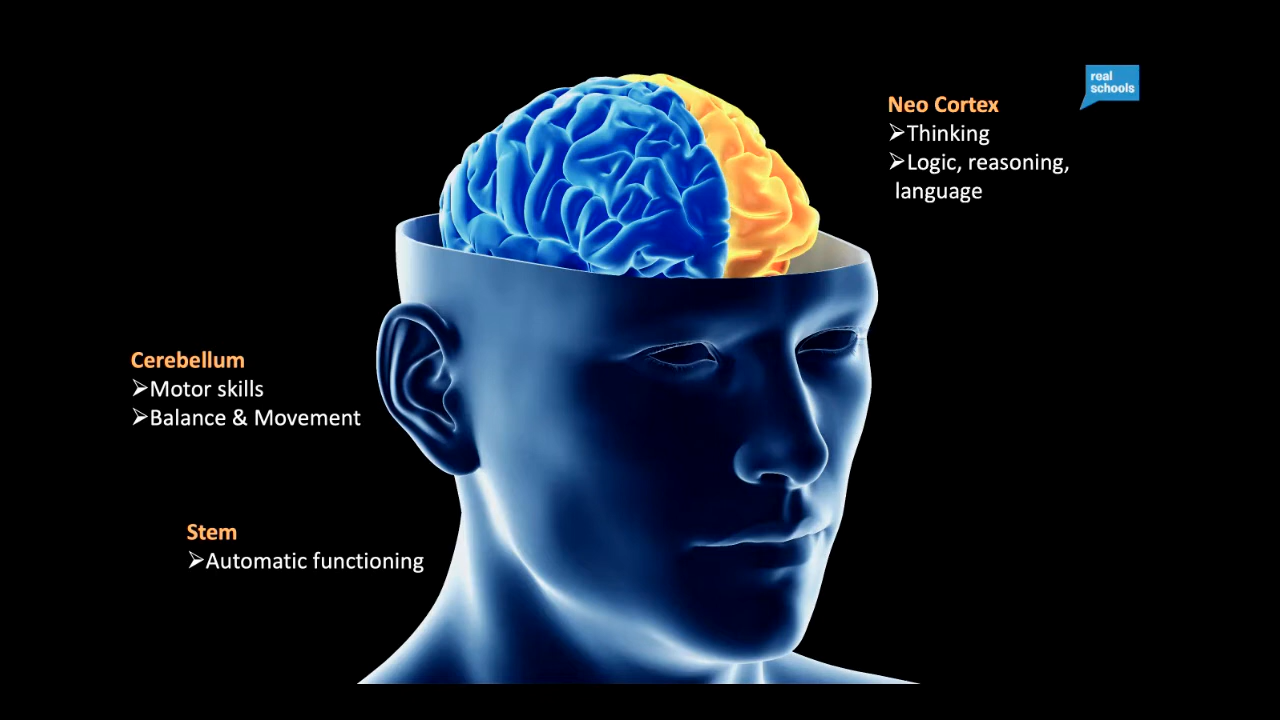 real
schools
Neo Cortex
➢Thinking
➢Logic, reasoning,
language
Cerebellum
➢Motor skills
➢Balance & Movement
Stem
➢Automatic functioning